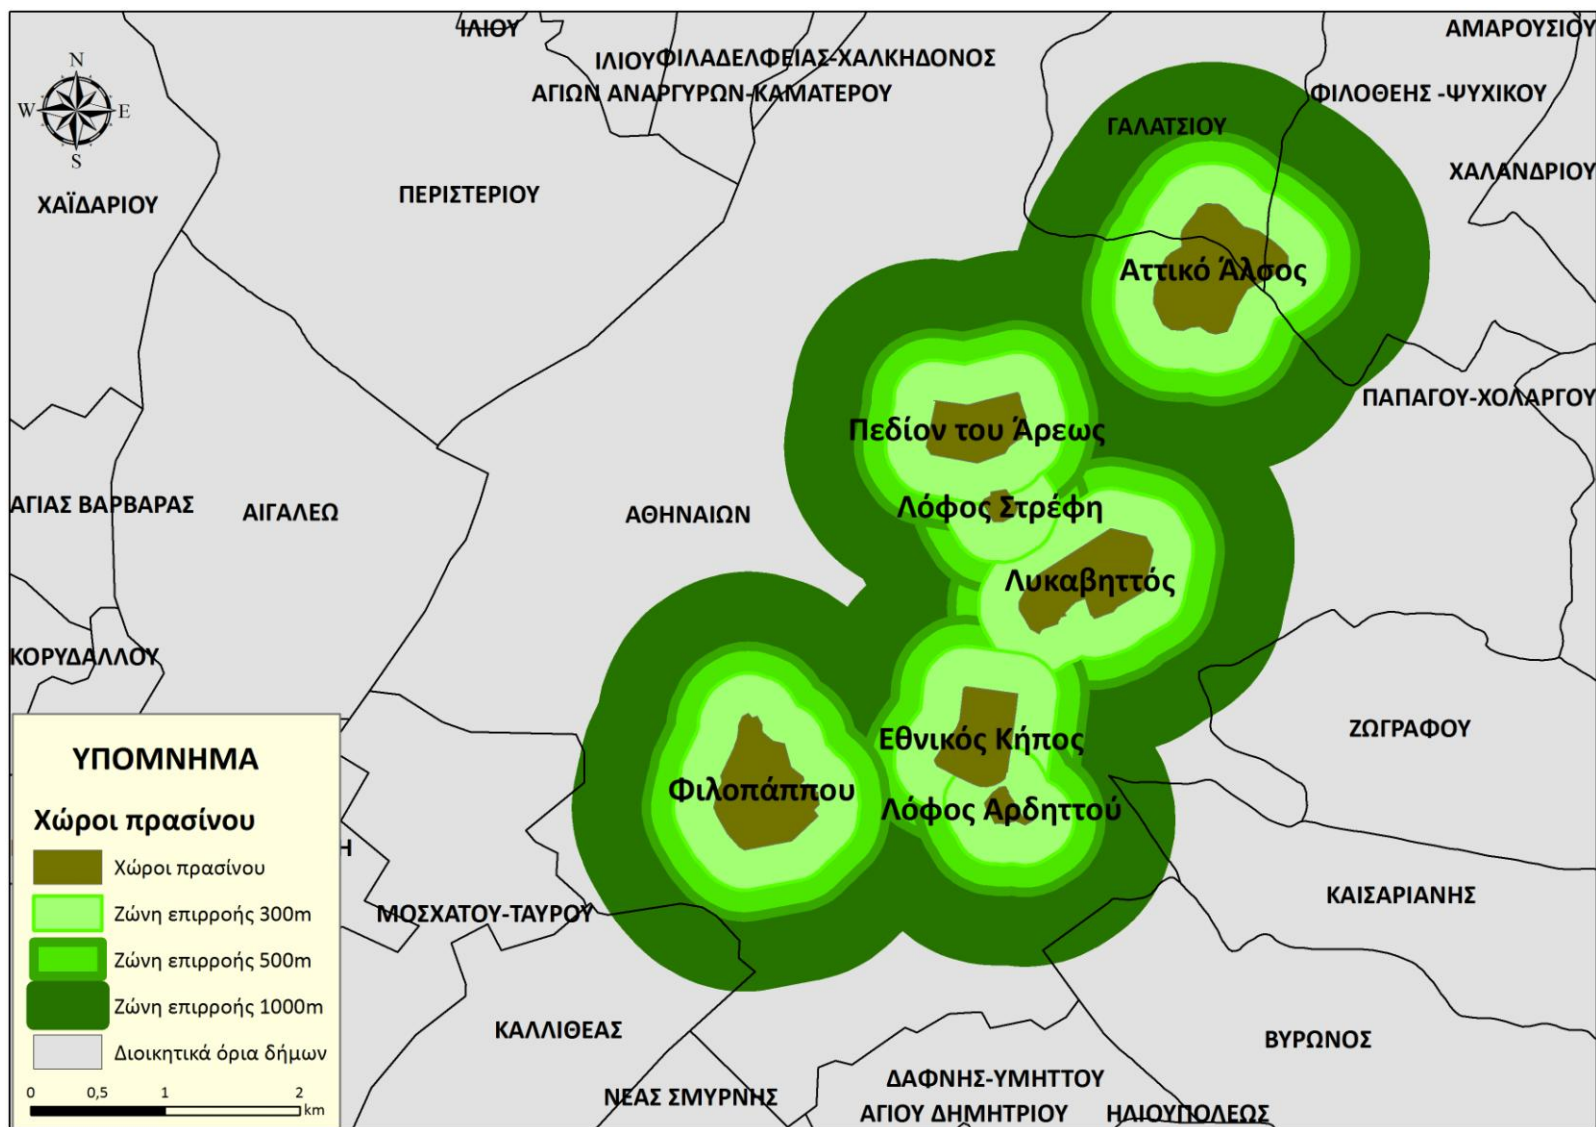 ΙΛΙΟΥ
ΑΜΑΡΟΥΣΙΟΥ
ΙΛΙΟΥ
ΦΙΛΑΔΕΛΦΕΙΑΣ-ΧΑΛΚΗΔΟΝΟΣ
N
W E
S
ΑΓΙΩΝ ΑΝΑΡΓΥΡΩΝ-ΚΑΜΑΤΕΡΟΥ
ΦΙΛΟΘΕΗΣ -ΨΥΧΙΚΟΥ
ΓΑΛΑΤΣΙΟΥ
ΧΑΛΑΝΔΡΙΟΥ
ΠΕΡΙΣΤΕΡΙΟΥ
ΧΑΪΔΑΡΙΟΥ
Αττικό Άλσος
ΠΑΠΑΓΟΥ-ΧΟΛΑΡΓΟΥ
Πεδίον του Άρεως
ΑΓΙΑΣ ΒΑΡΒΑΡΑΣ
ΑΙΓΑΛΕΩ
ΑΘΗΝΑΙΩΝ
Λόφος Στρέφη
Λυκαβηττός
ΚΟΡΥΔΑΛΛΟΥ
ΖΩΓΡΑΦΟΥ
Εθνικός Κήπος
Φιλοπάππου
Λόφος Αρδηττού
Η
ΚΑΙΣΑΡΙΑΝΗΣ
ΜΟΣΧΑΤΟΥ-ΤΑΥΡΟΥ
ΚΑΛΛΙΘΕΑΣ
ΒΥΡΩΝΟΣ
ΔΑΦΝΗΣ-ΥΜΗΤΤΟΥ
ΝΕΑΣ ΣΜΥΡΝΗΣ
ΑΓΙΟΥ ΔΗΜΗΤΡΙΟΥ
ΗΛΙΟΥΠΟΛΕΩΣ
ΥΠΟΜΝΗΜΑ
Χώροι πρασίνου
Χώροι πρασίνου
Ζώνη επιρροής 300m
Ζώνη επιρροής 500m
Ζώνη επιρροής 1000m
Διοικητικά όρια δήμων
0 0,5 1 2
km